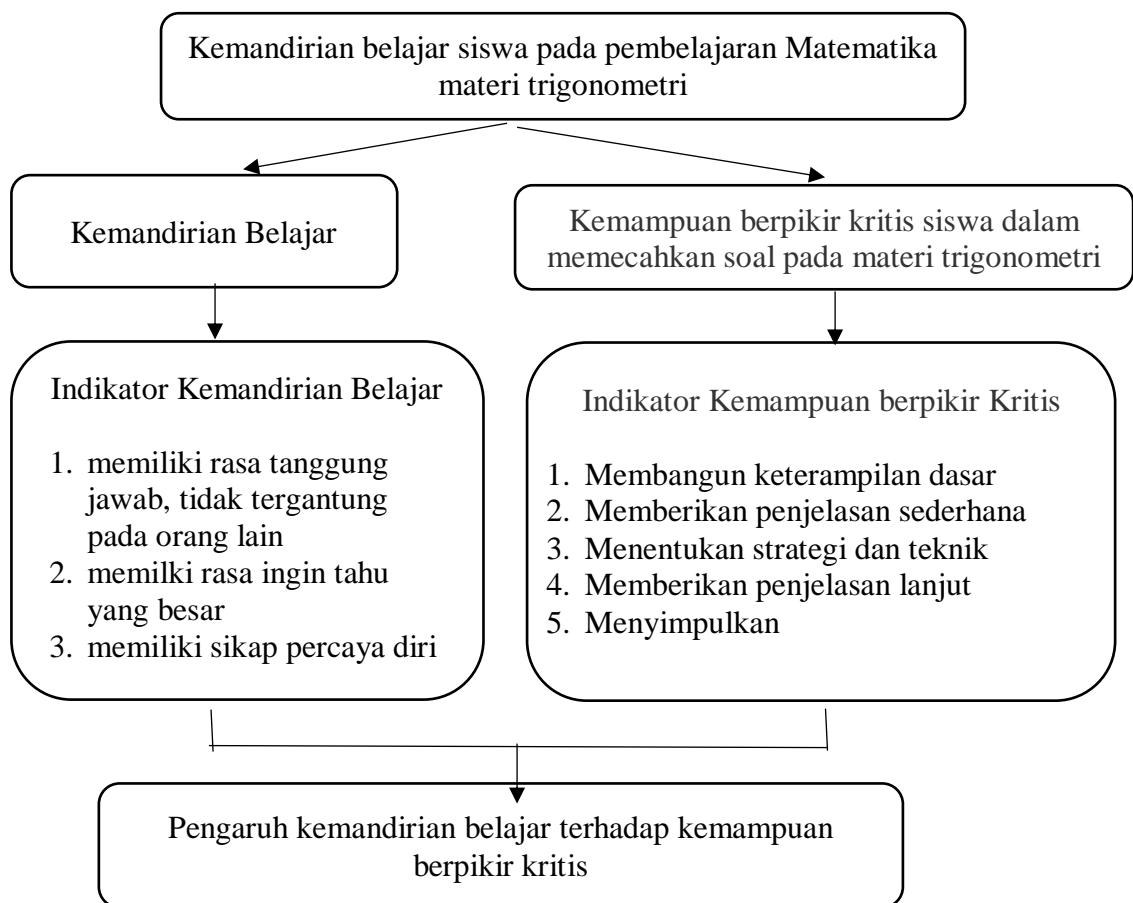 Kemandirian belajar siswa pada pembelajaran Matematika
materi trigonometri
Kemandirian Belajar
Kemampuan berpikir kritis siswa dalam
memecahkan soal pada materi trigonometri
Indikator Kemandirian Belajar
1. memiliki rasa tanggung
jawab, tidak tergantung
pada orang lain
2. memilki rasa ingin tahu
yang besar
3. memiliki sikap percaya diri
Indikator Kemampuan berpikir Kritis
1. Membangun keterampilan dasar
2. Memberikan penjelasan sederhana
3. Menentukan strategi dan teknik
4. Memberikan penjelasan lanjut
5. Menyimpulkan
Pengaruh kemandirian belajar terhadap kemampuan
berpikir kritis